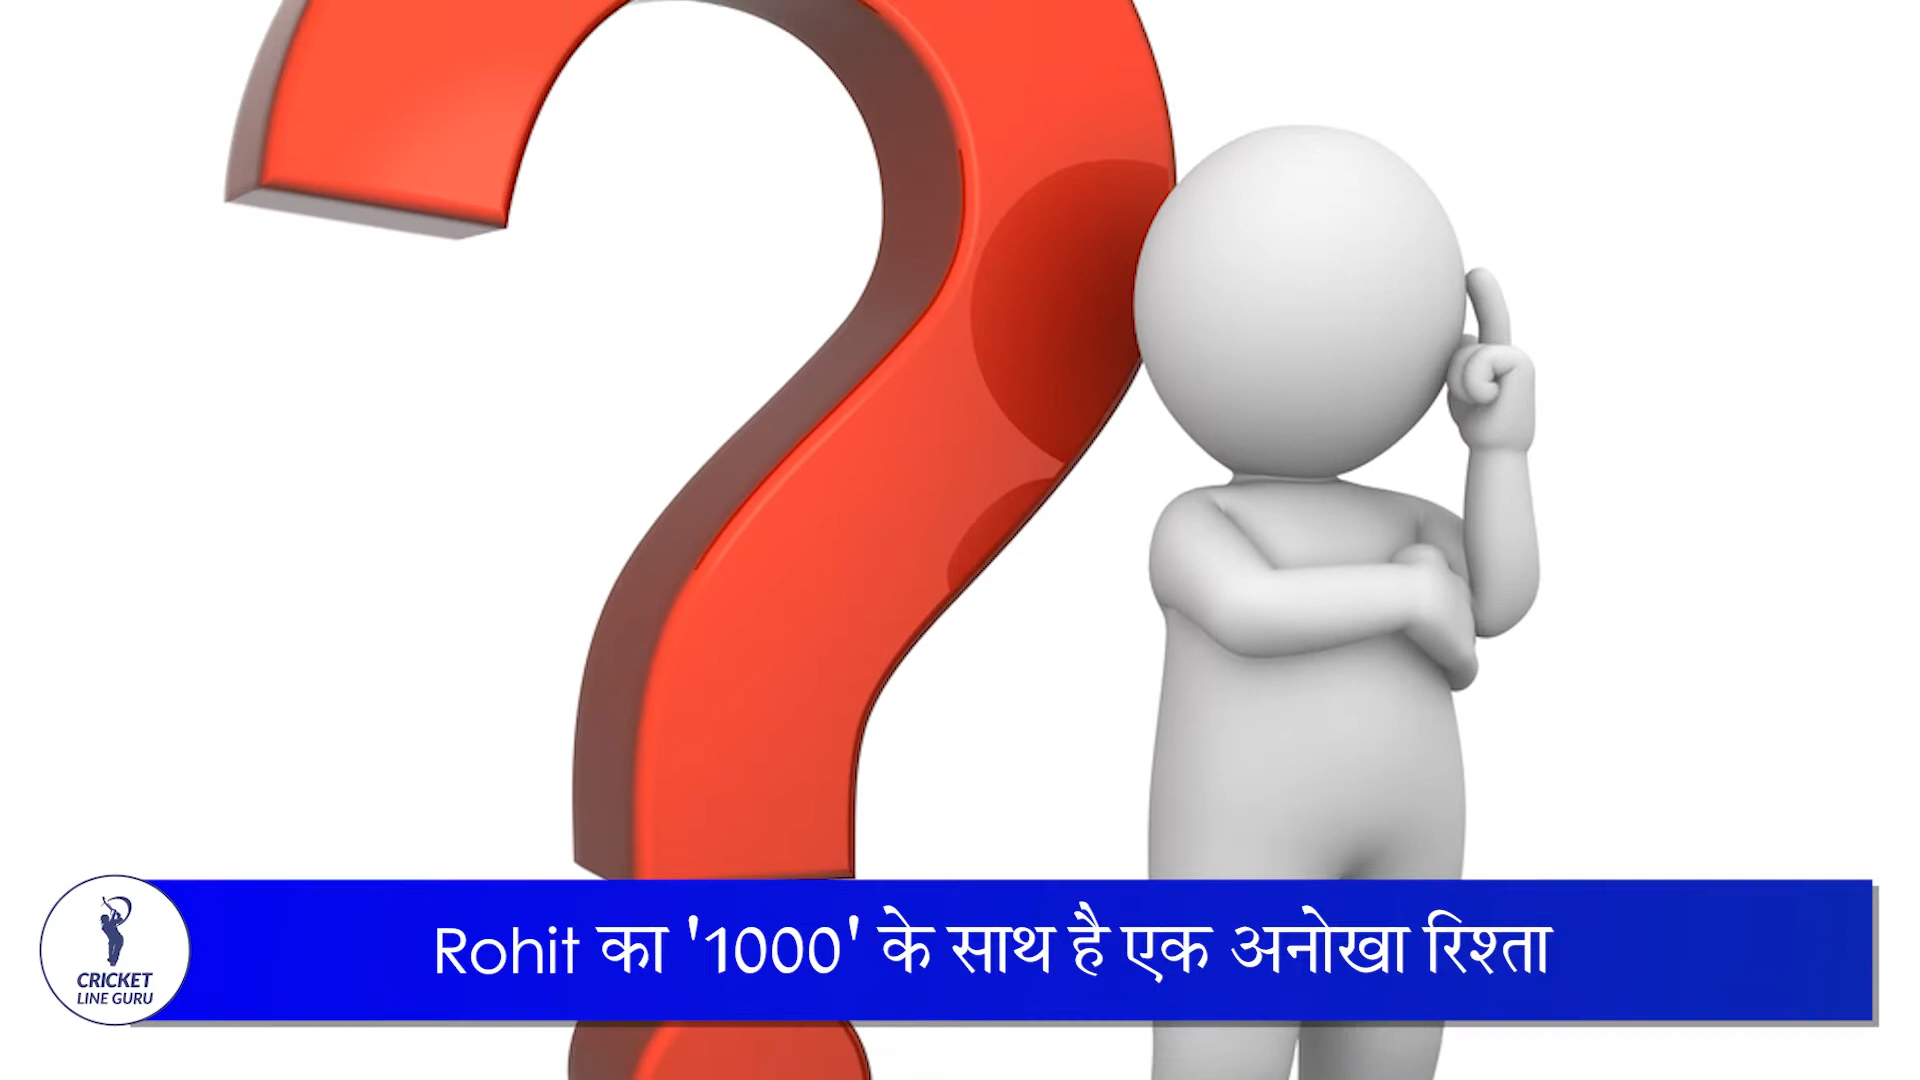 Rohit का '1000' के साथ है एक अनोखा रिश्ता
CRICKET
LINE GURU